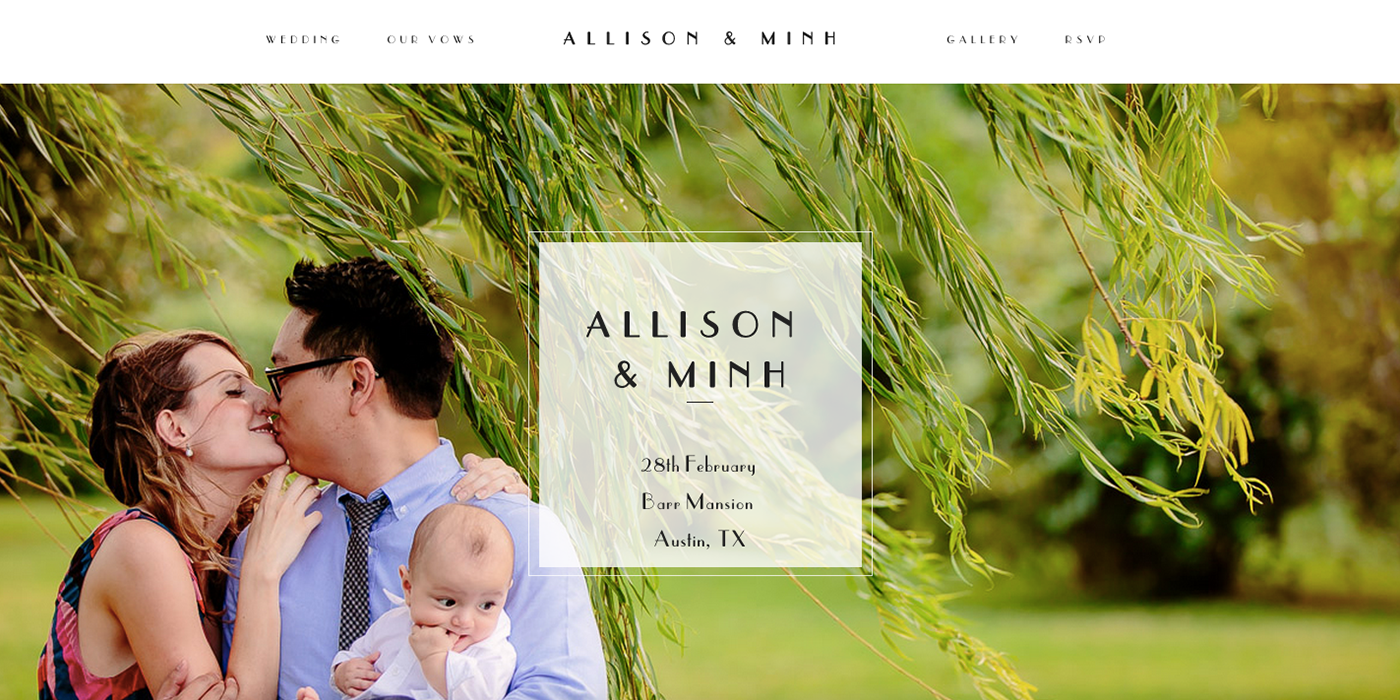 WEDDING OUR VOWS ALLISON & MINH GALLERY RSVP
ALLISON
& MINH
28th February
Barr Mansion
Austin, TX